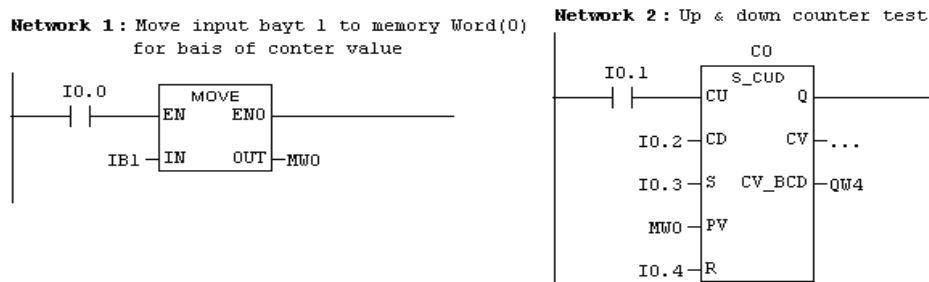 Network 1: Move input bayt 1 to memory Word(0)
for bais of conter value
I0.0
MOVE
EN ENO
IB1 IN OUT MW0
Network 2: Up & down counter test
C0
I0.1
S_CUD
CU Q
I0.2 CD CV ...
I0.3 S CV_BCD QW4
MW0 PV
I0.4 R